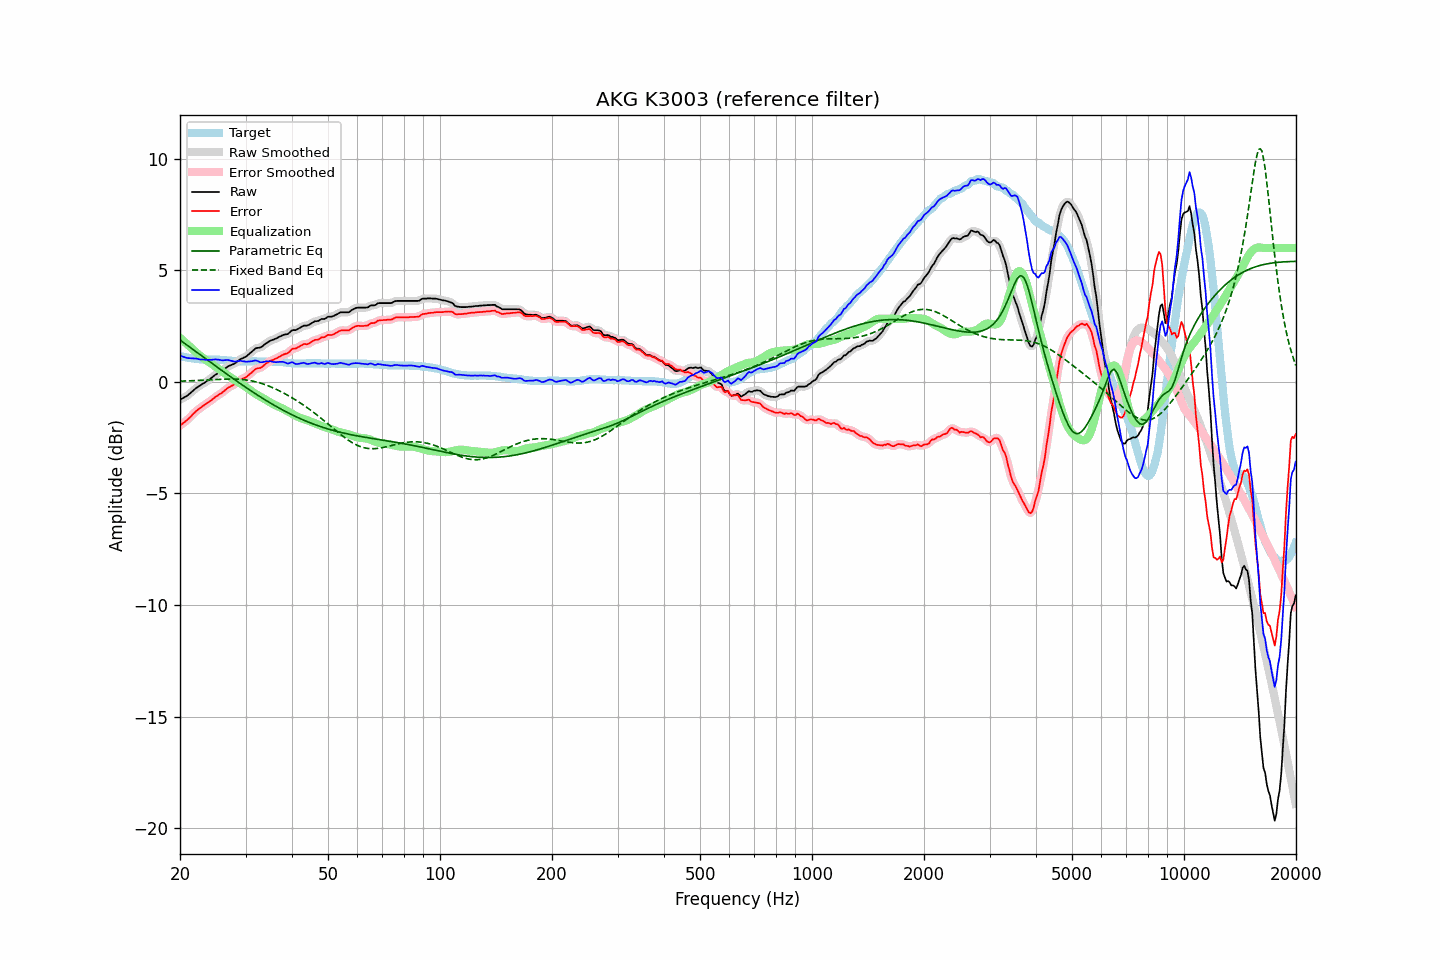 AKG K3003 (reference filter)
Target
Raw Smoothed
Error Smoothed
Raw
Error
Equalization
Parametric Eq
Fixed Band Eq
Equalized
Amplitude (dBr)
10
5
0
−5
−10
−15
−20
20 50 100 200 500 1000 2000 5000 10000 20000
Frequency (Hz)